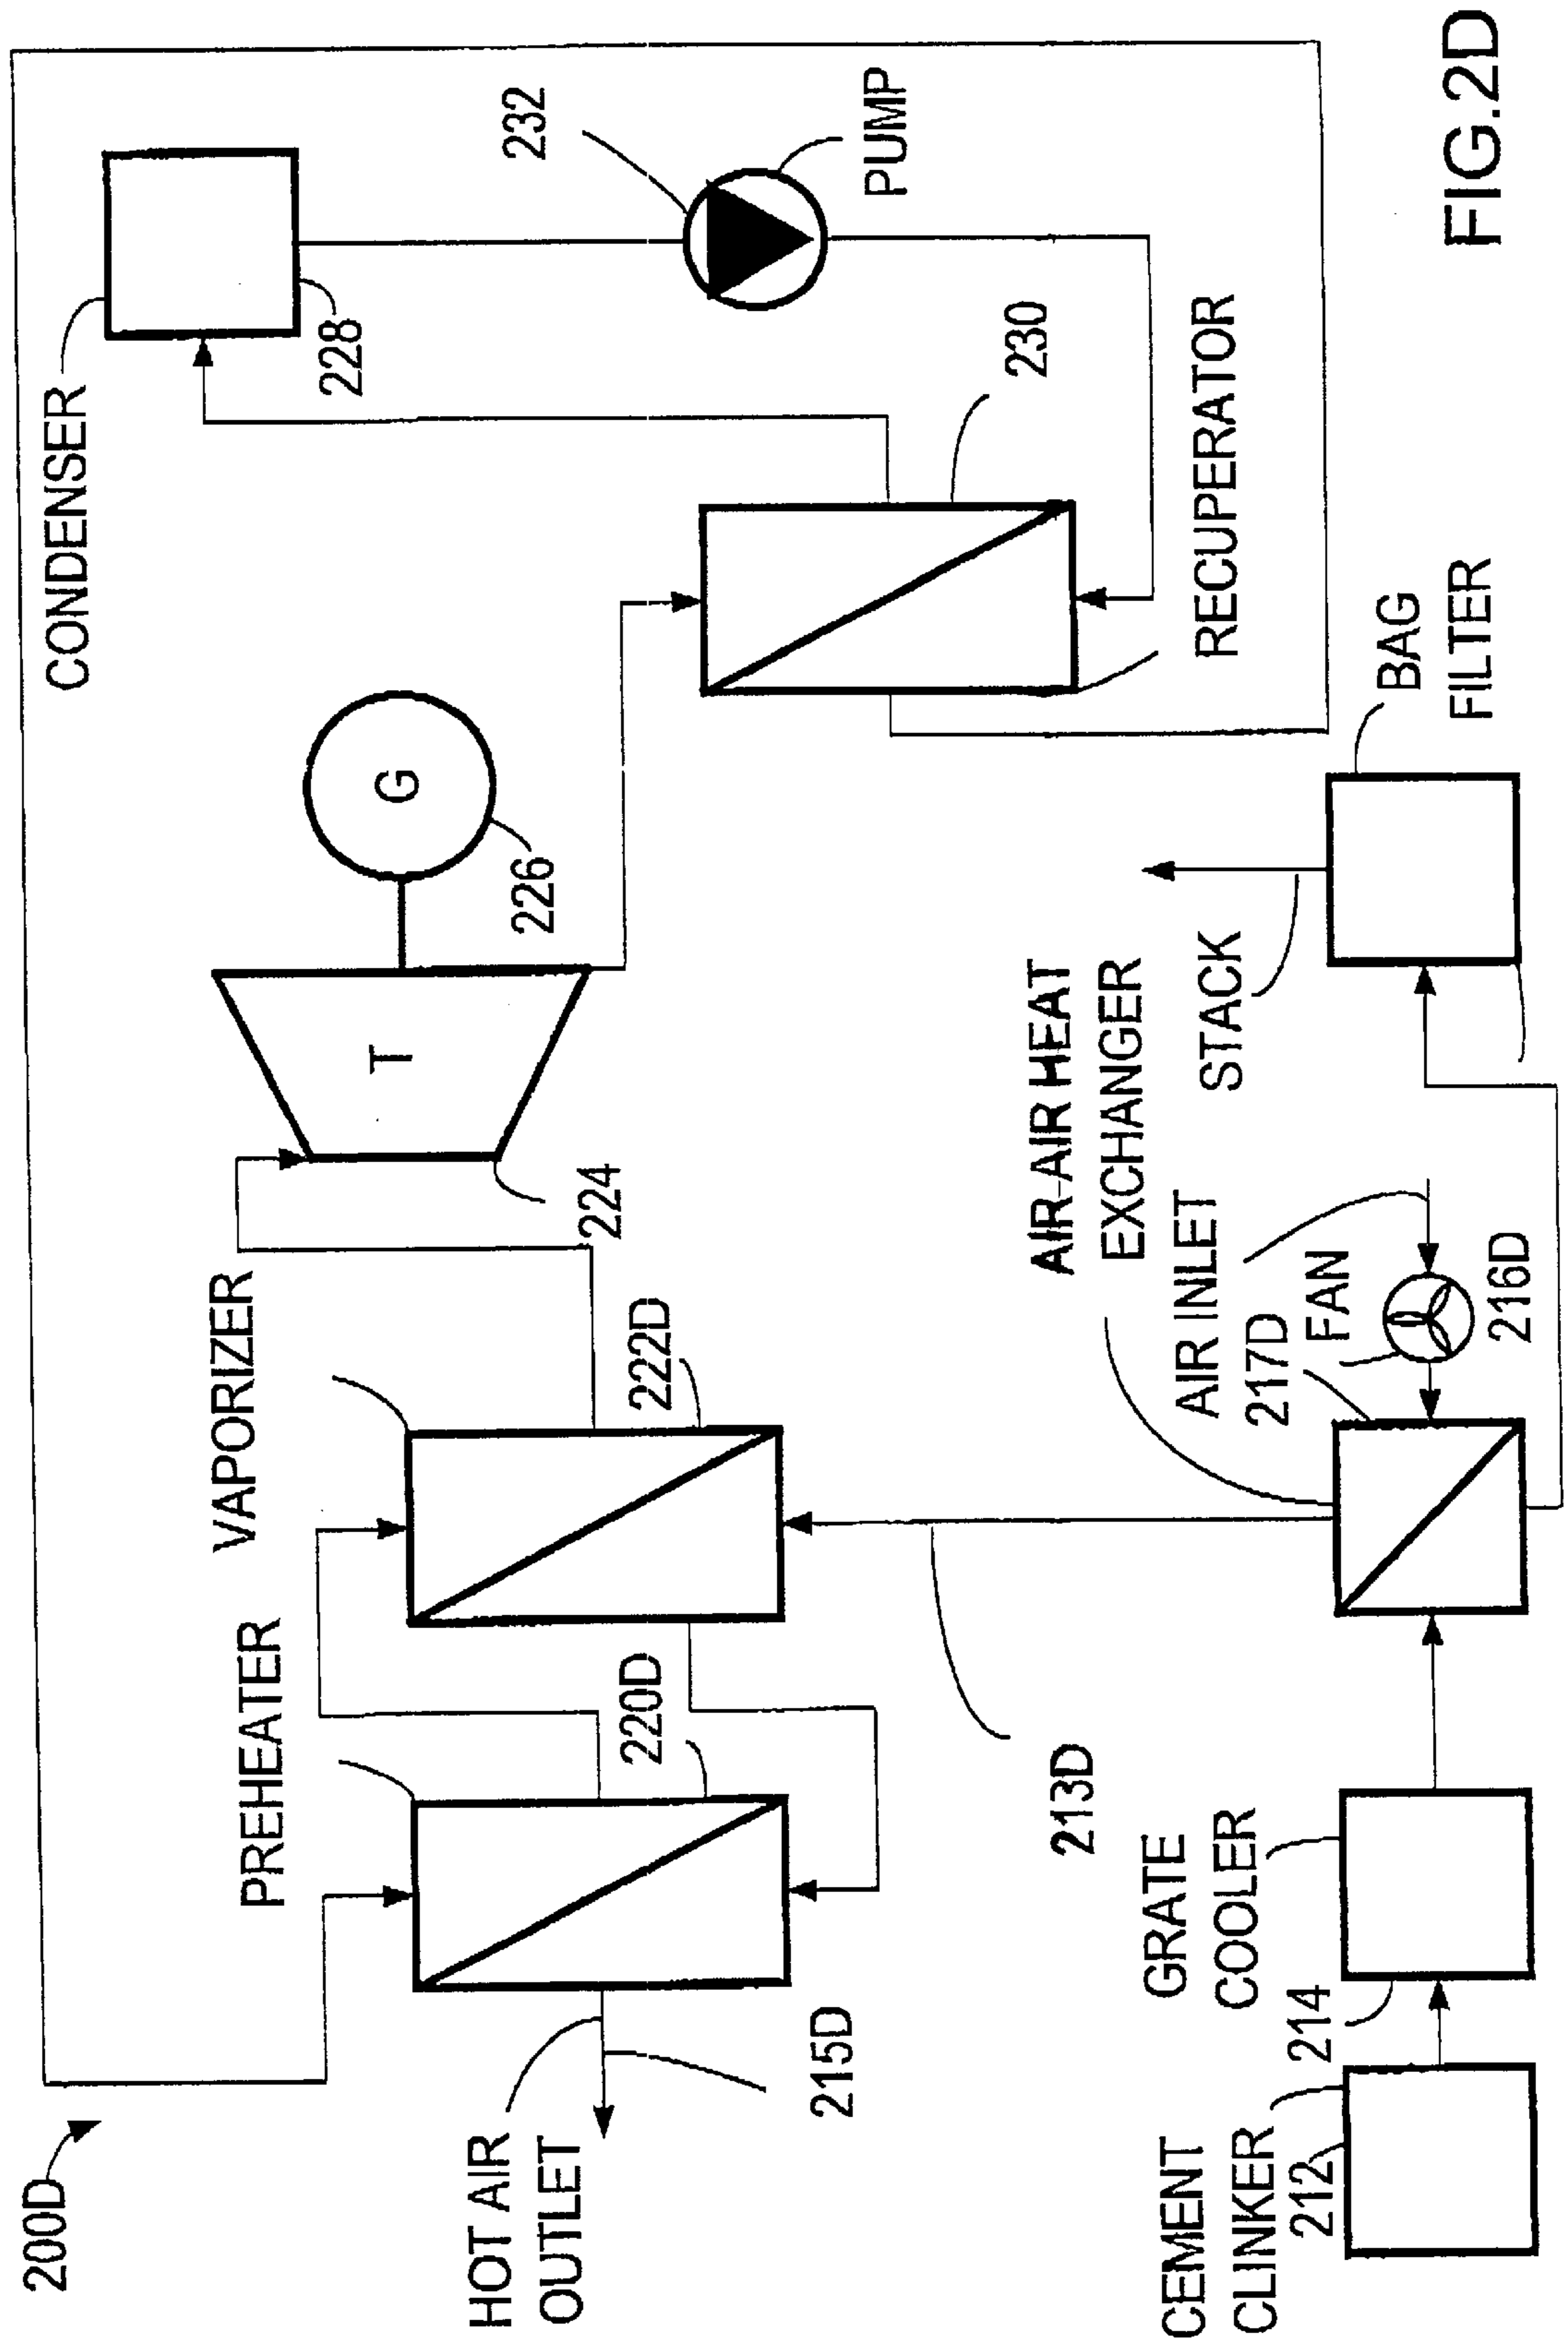 200D
CONDENSER
228
232
PUMP
PREHEATER
VAPORIZER
T
G
226
224
220D
222D
230
RECUPERATOR
HOT AIR
OUTLET
215D
213D
AIR-AIR HEAT
EXCHANGER
AIR INLET
217D
FAN
216D
STACK
BAG
FILTER
CEMENT
CLINKER
212
214
GRATE
COOLER
FIG.2D